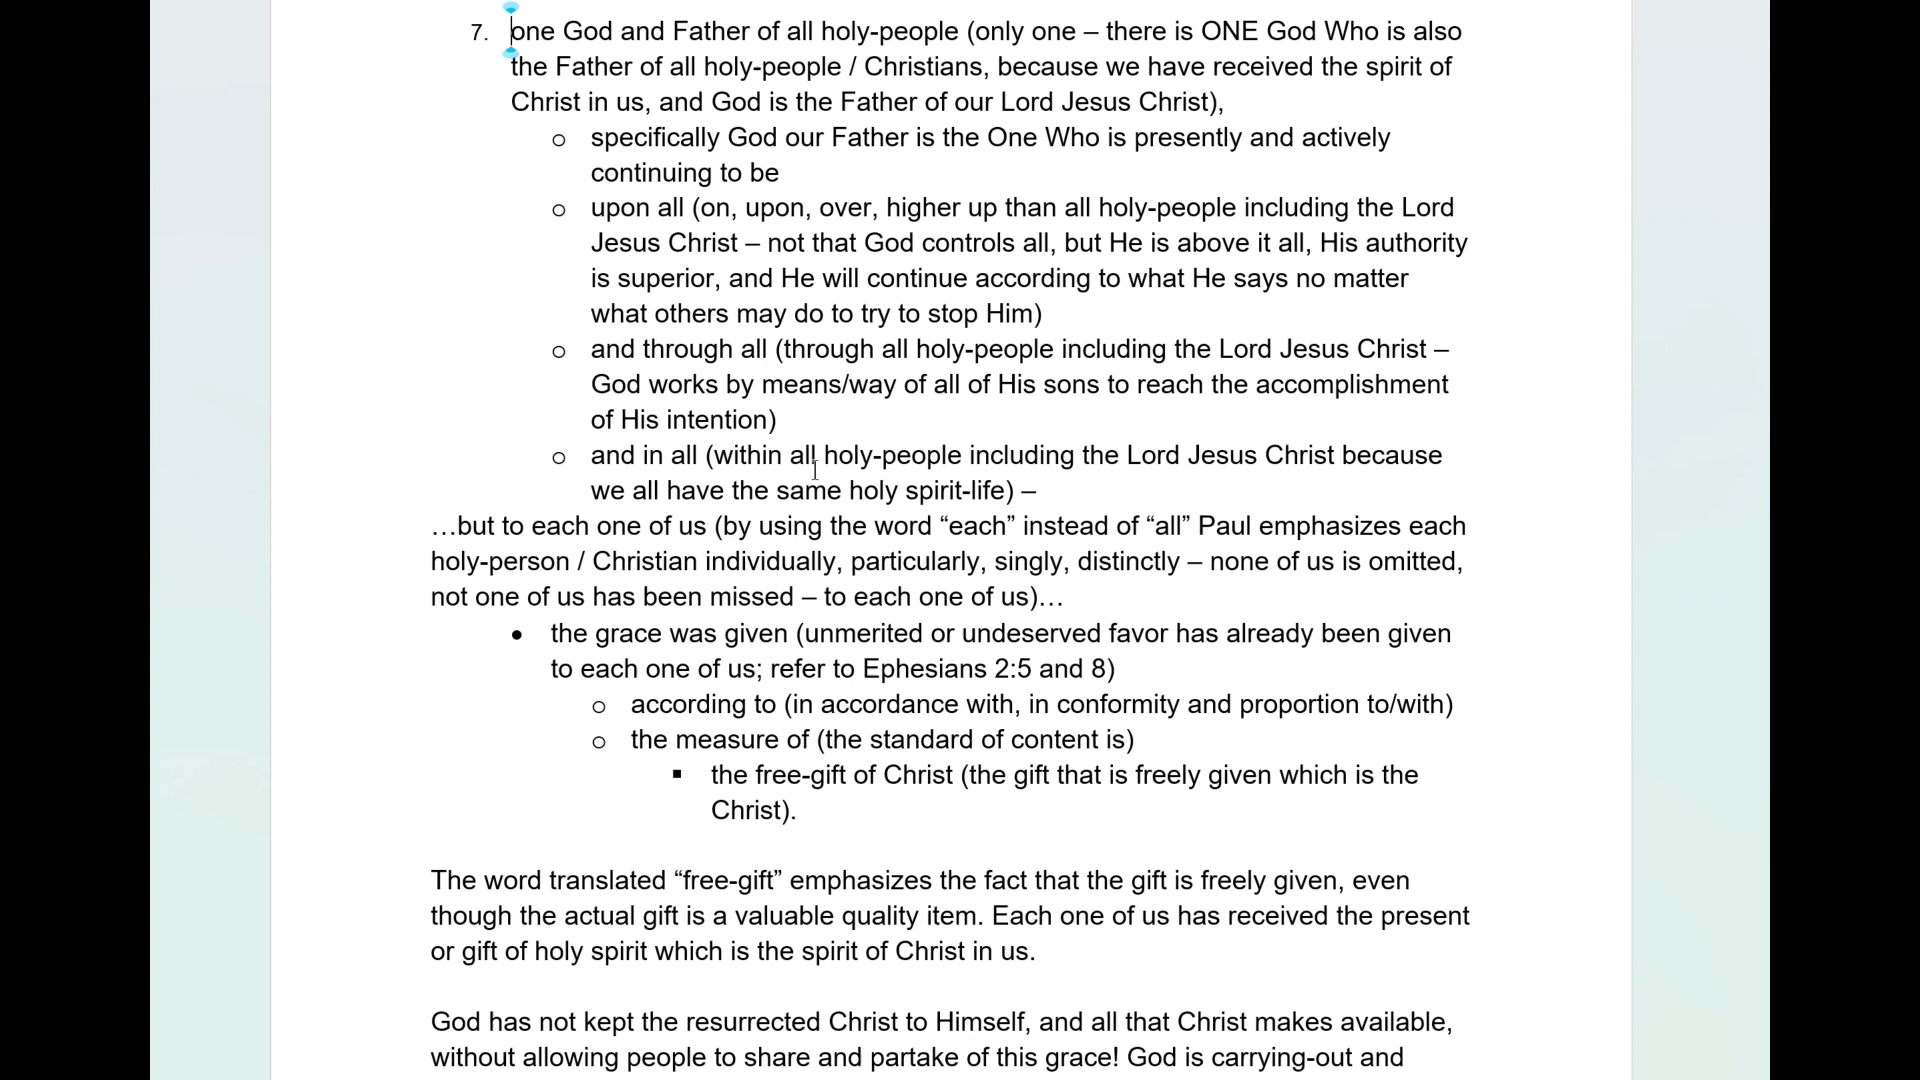 7. one God and Father of all holy-people (only one – there is ONE God Who is also
the Father of all holy-people / Christians, because we have received the spirit of
Christ in us, and God is the Father of our Lord Jesus Christ),
o specifically God our Father is the One Who is presently and actively
continuing to be
o upon all (on, upon, over, higher up than all holy-people including the Lord
Jesus Christ – not that God controls all, but He is above it all, His authority
is superior, and He will continue according to what He says no matter
what others may do to try to stop Him)
o and through all (through all holy-people including the Lord Jesus Christ –
God works by means/way of all of His sons to reach the accomplishment
of His intention)
o and in all (within all holy-people including the Lord Jesus Christ because
we all have the same holy spirit-life) –
…but to each one of us (by using the word “each” instead of “all” Paul emphasizes each
holy-person / Christian individually, particularly, singly, distinctly – none of us is omitted,
not one of us has been missed – to each one of us)…
• the grace was given (unmerited or undeserved favor has already been given
to each one of us; refer to Ephesians 2:5 and 8)
o according to (in accordance with, in conformity and proportion to/with)
o the measure of (the standard of content is)
▪ the free-gift of Christ (the gift that is freely given which is the
Christ).
The word translated “free-gift” emphasizes the fact that the gift is freely given, even
though the actual gift is a valuable quality item. Each one of us has received the present
or gift of holy spirit which is the spirit of Christ in us.
God has not kept the resurrected Christ to Himself, and all that Christ makes available,
without allowing people to share and partake of this grace! God is carrying-out and